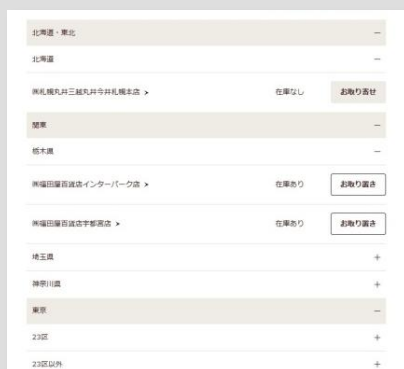 北海道・東北 −
北海道 −
㈱札幌丸井三越丸井今井札幌本店 > 在庫なし お取り寄せ
関東 −
栃木県 −
㈱福田屋百貨店インターパーク店 > 在庫あり お取り置き
㈱福田屋百貨店宇都宮店 > 在庫あり お取り置き
埼玉県 +
神奈川県 +
東京 −
23区 +
23区以外 +